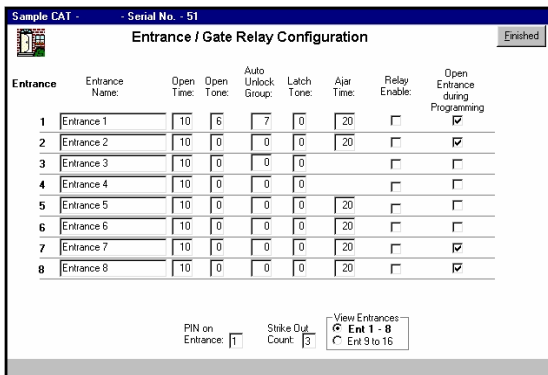 Sample CAT - - Serial No. - 51
Entrance / Gate Relay Configuration
Finished
Entrance Entrance Name: Open Time: Open Tone: Auto Unlock Group: Latch Tone: Ajar Time: Relay Enable: Open Entrance during Programming
1 Entrance 1 10 6 7 0 20
2 Entrance 2 10 0 0 0 20
3 Entrance 3 10 0 0 0
4 Entrance 4 10 0 0 0
5 Entrance 5 10 0 0 0 20
6 Entrance 6 10 0 0 0 20
7 Entrance 7 10 0 0 0 20
8 Entrance 8 10 0 0 0 20
PIN on Entrance: 1 Strike Out Count: 3
View Entrances
Ent 1 - 8
Ent 9 to 16